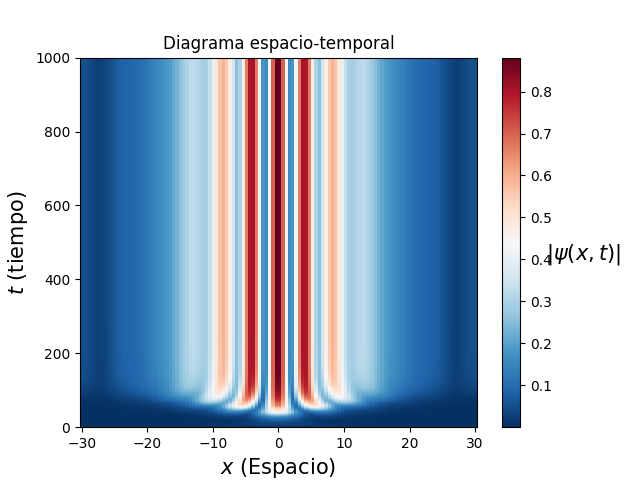 Diagrama espacio-temporal
1000
800
600
400
200
0
t (tiempo)
−30 −20 −10 0 10 20 30
x (Espacio)
0.8
0.7
0.6
0.5
0.4
0.3
0.2
0.1
|ψ(x, t)|